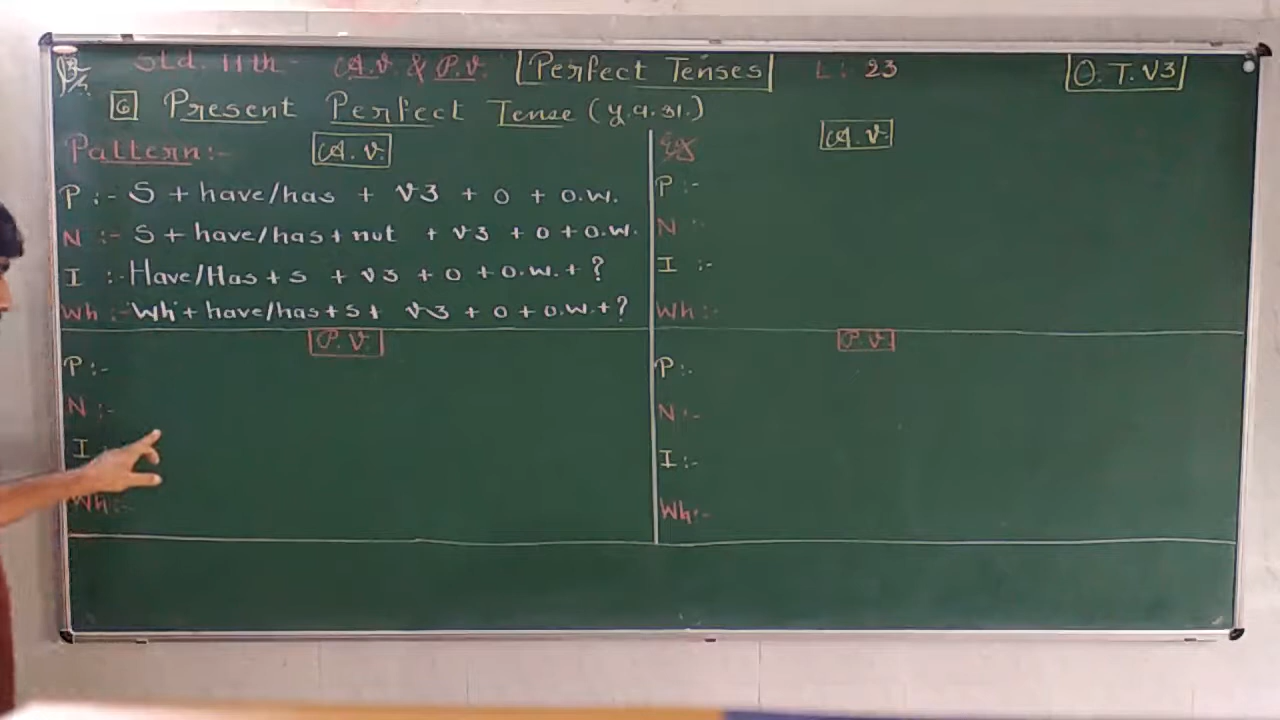 Std. 11th - A.V. & P.V. Perfect Tenses L: 23 O.T. V3
6 Present Perfect Tense (પૂ.વ.કા.)
Pattern:- A.V.
P :- S + have/has + V3 + O + O.W.
N :- S + have/has + not + V3 + O + O.W.
I :- Have/Has + S + V3 + O + O.W. + ?
Wh :- Wh + have/has + S + V3 + O + O.W. + ?
P.V.
P :-
N :-
I :-
Wh :-
Ex A.V.
P :-
N :-
I :-
Wh :-
P.V.
P :-
N :-
I :-
Wh :-